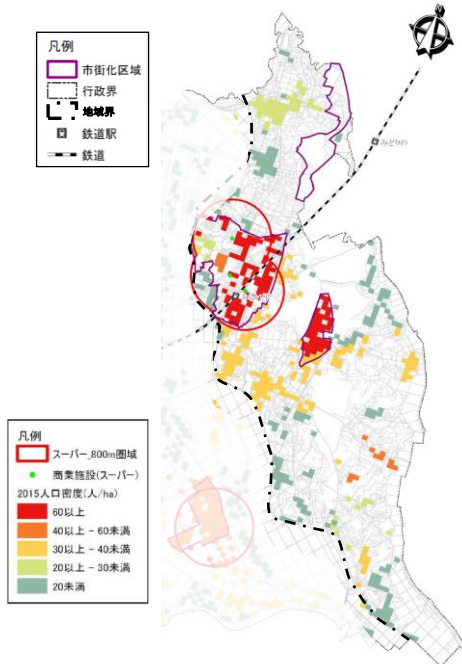 凡例
市街化区域
行政界
地域界
鉄道駅
鉄道
みどりの
凡例
スーパー_800m圏域
商業施設(スーパー)
2015人口密度(人/ha)
60以上
40以上 - 60未満
30以上 - 40未満
20以上 - 30未満
20未満